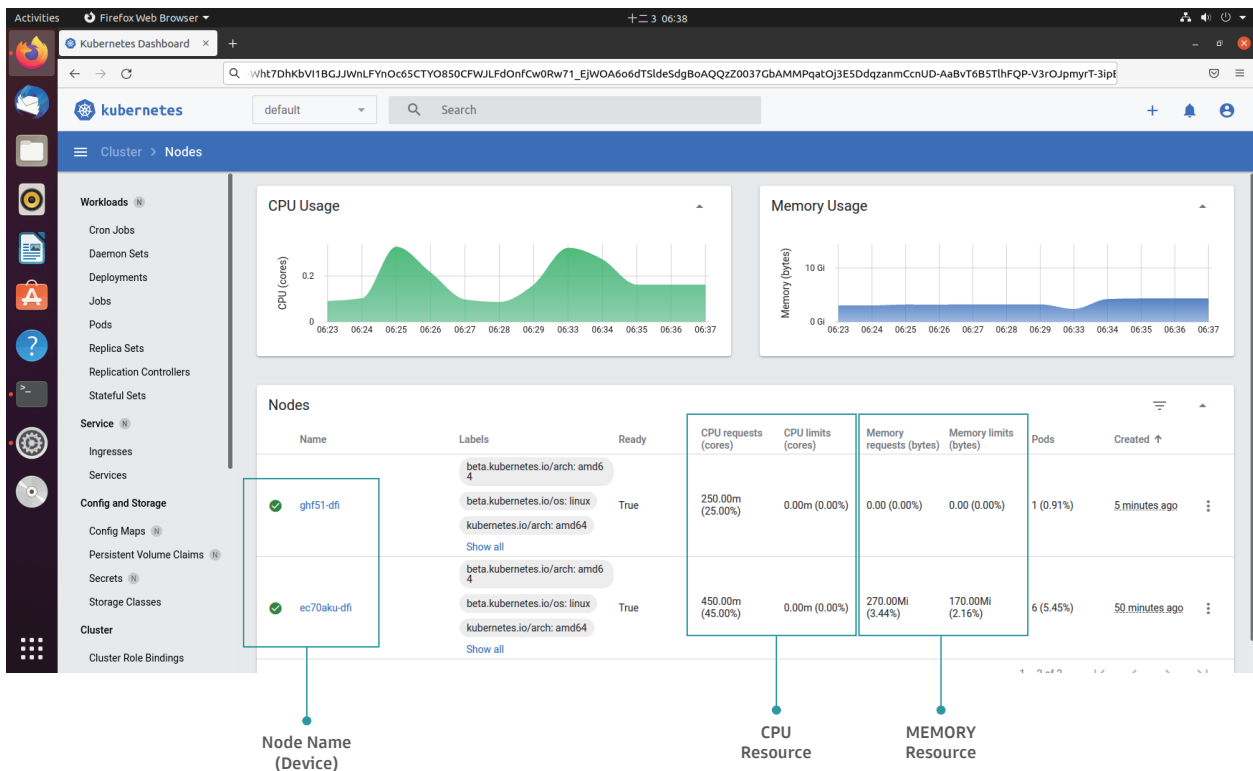 Activities
Firefox Web Browser
十二 3 06:38
Kubernetes Dashboard × +
Wht7DhKbVI1BGJJWnLFYnOc65CTYO850CFWJLFdOnfCw0Rw71_EjWOA6o6dTSldeSdgBoAQQzZ0037GbAMMPqatOj3E5DdqzanmCcnUD-AaBvT6B5TlhFQP-V3rOJpmyrT-3ipE
kubernetes
default
Search
+
Cluster > Nodes
Workloads N
Cron Jobs
Daemon Sets
Deployments
Jobs
Pods
Replica Sets
Replication Controllers
Stateful Sets
Service N
Ingresses
Services
Config and Storage
Config Maps N
Persistent Volume Claims N
Secrets N
Storage Classes
Cluster
Cluster Role Bindings
CPU Usage
CPU (cores)
0.2
0
06:23 06:24 06:25 06:26 06:27 06:28 06:29 06:33 06:34 06:35 06:36 06:37
Memory Usage
Memory (bytes)
10 Gi
0 Gi
06:23 06:24 06:25 06:26 06:27 06:28 06:29 06:33 06:34 06:35 06:36 06:37
Nodes
Name
Labels
Ready
CPU requests
(cores)
CPU limits
(cores)
Memory
requests (bytes)
Memory limits
(bytes)
Pods
Created ↑
ghf51-dfi
beta.kubernetes.io/arch: amd6
4
beta.kubernetes.io/os: linux
kubernetes.io/arch: amd64
Show all
True
250.00m
(25.00%)
0.00m (0.00%)
0.00 (0.00%)
0.00 (0.00%)
1 (0.91%)
5 minutes ago
ec70aku-dfi
beta.kubernetes.io/arch: amd6
4
beta.kubernetes.io/os: linux
kubernetes.io/arch: amd64
Show all
True
450.00m
(45.00%)
0.00m (0.00%)
270.00Mi
(3.44%)
170.00Mi
(2.16%)
6 (5.45%)
50 minutes ago
Node Name
(Device)
CPU
Resource
MEMORY
Resource